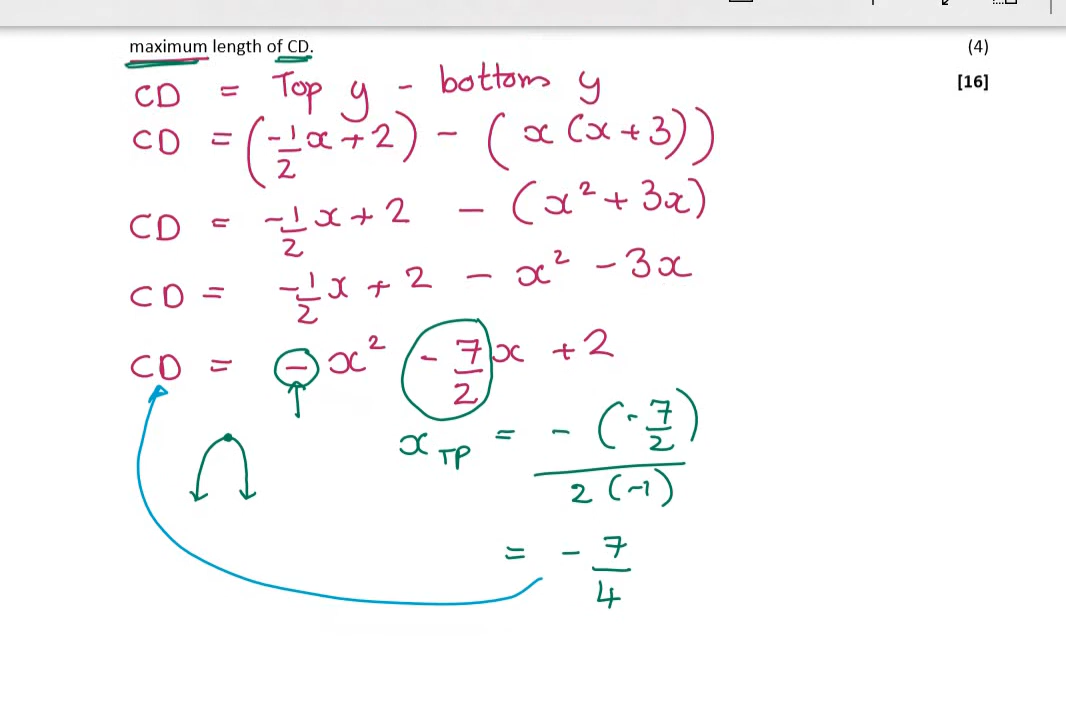 maximum length of CD. (4)
[16]
CD = Top y - bottom y
CD = (-1/2 x + 2) - (x (x + 3))
CD = -1/2 x + 2 - (x² + 3x)
CD = -1/2 x + 2 - x² - 3x
CD = - x² - 7/2 x + 2
x TP = - (-7/2) / 2 (-1)
= - 7/4